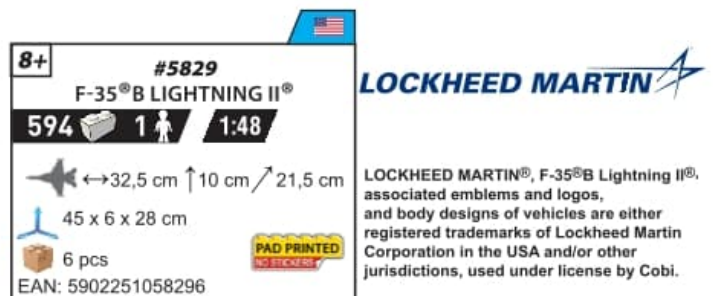 8+
#5829
F-35®B LIGHTNING II®
594 1 1:48
↔32,5 cm ↑10 cm ↗21,5 cm
45 x 6 x 28 cm
PAD PRINTED
NO STICKERS
6 pcs
EAN: 5902251058296
LOCKHEED MARTIN
LOCKHEED MARTIN®, F-35®B Lightning II®,
associated emblems and logos,
and body designs of vehicles are either
registered trademarks of Lockheed Martin
Corporation in the USA and/or other
jurisdictions, used under license by Cobi.